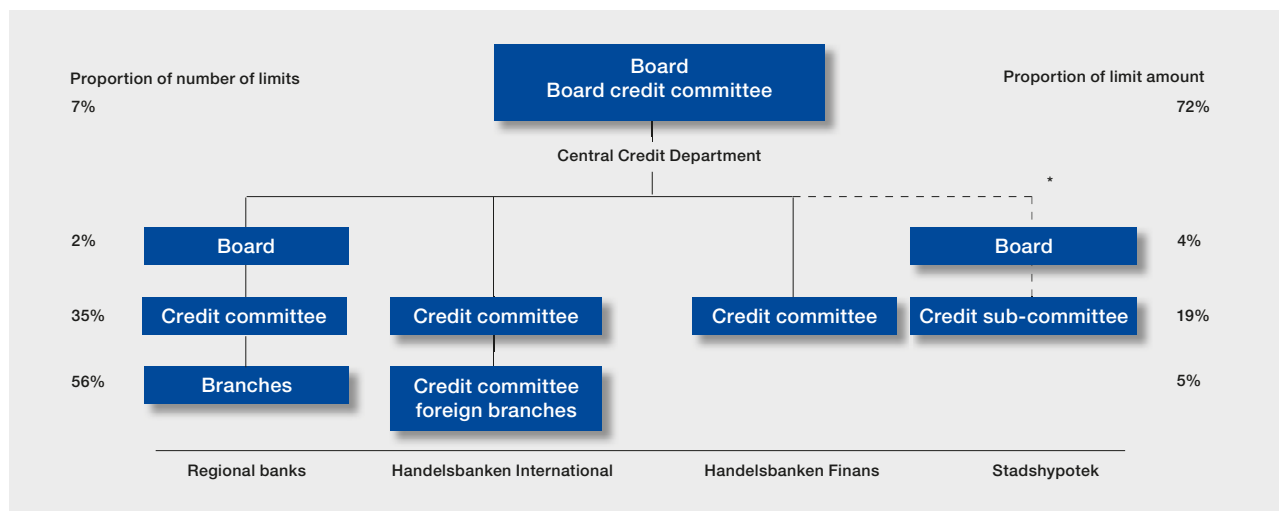 Board
Board credit committee
Proportion of number of limits
7%
Proportion of limit amount
72%
Central Credit Department
*
2%
Board
Board
4%
35%
Credit committee
Credit committee
Credit committee
Credit sub-committee
19%
56%
Branches
Credit committee
foreign branches
5%
Regional banks
Handelsbanken International
Handelsbanken Finans
Stadshypotek